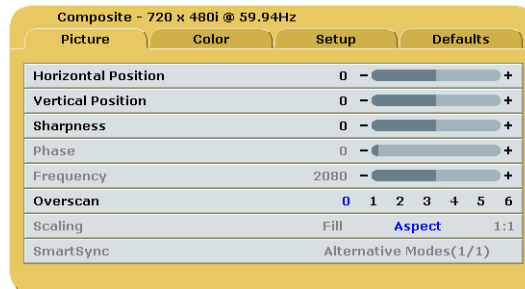 Composite - 720 x 480i @ 59.94Hz
Picture Color Setup Defaults
Horizontal Position 0 - +
Vertical Position 0 - +
Sharpness 0 - +
Phase 0 - +
Frequency 2080 - +
Overscan 0 1 2 3 4 5 6
Scaling Fill Aspect 1:1
SmartSync Alternative Modes(1/1)